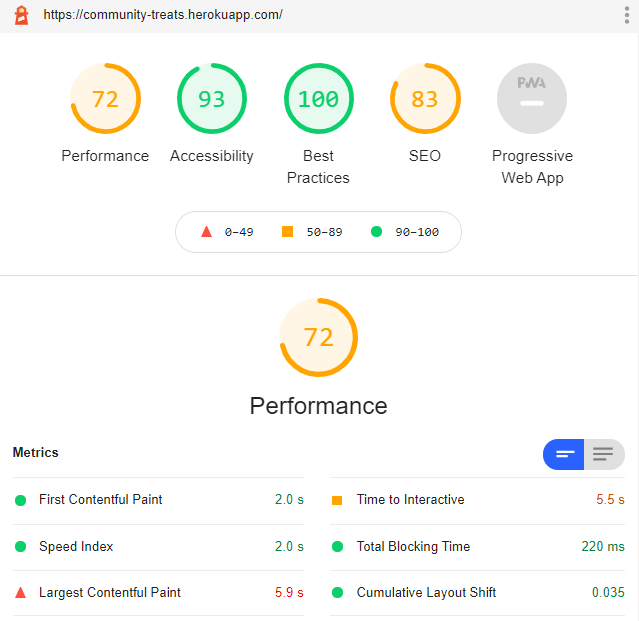 https://community-treats.herokuapp.com/
72
93
100
83
PWA
Performance
Accessibility
Best
Practices
SEO
Progressive
Web App
0–49
50–89
90–100
72
Performance
Metrics
First Contentful Paint 2.0 s
Time to Interactive 5.5 s
Speed Index 2.0 s
Total Blocking Time 220 ms
Largest Contentful Paint 5.9 s
Cumulative Layout Shift 0.035